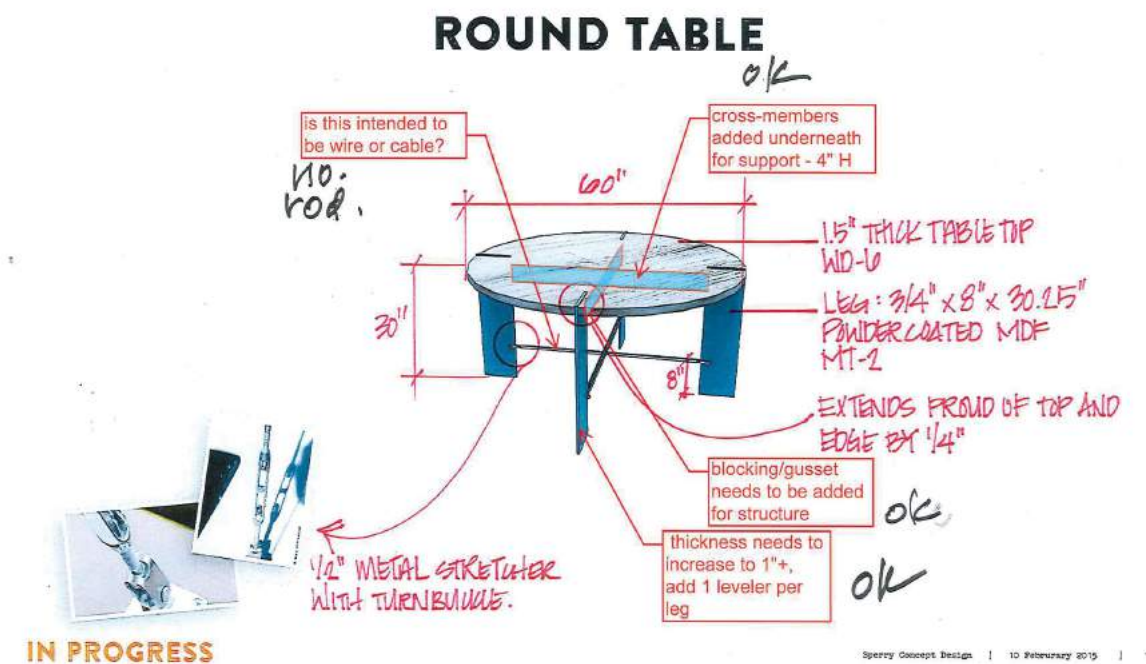 ROUND TABLE
ok
is this intended to
be wire or cable?
no.
rod.
cross-members
added underneath
for support - 4" H
60"
1.5" THICK TABLE TOP
WD-6
30"
LEG: 3/4" X 8" X 30.25"
POWDERCOATED MDF
MT-2
8"
EXTENDS PROUD OF TOP AND
EDGE BY 1/4"
blocking/gusset
needs to be added
for structure
ok
thickness needs to
increase to 1"+,
add 1 leveler per
leg
ok
1/2" METAL STRETCHER
WITH TURNBUCKLE.
IN PROGRESS
Sperry Concept Design | 10 Februrary 2015 |